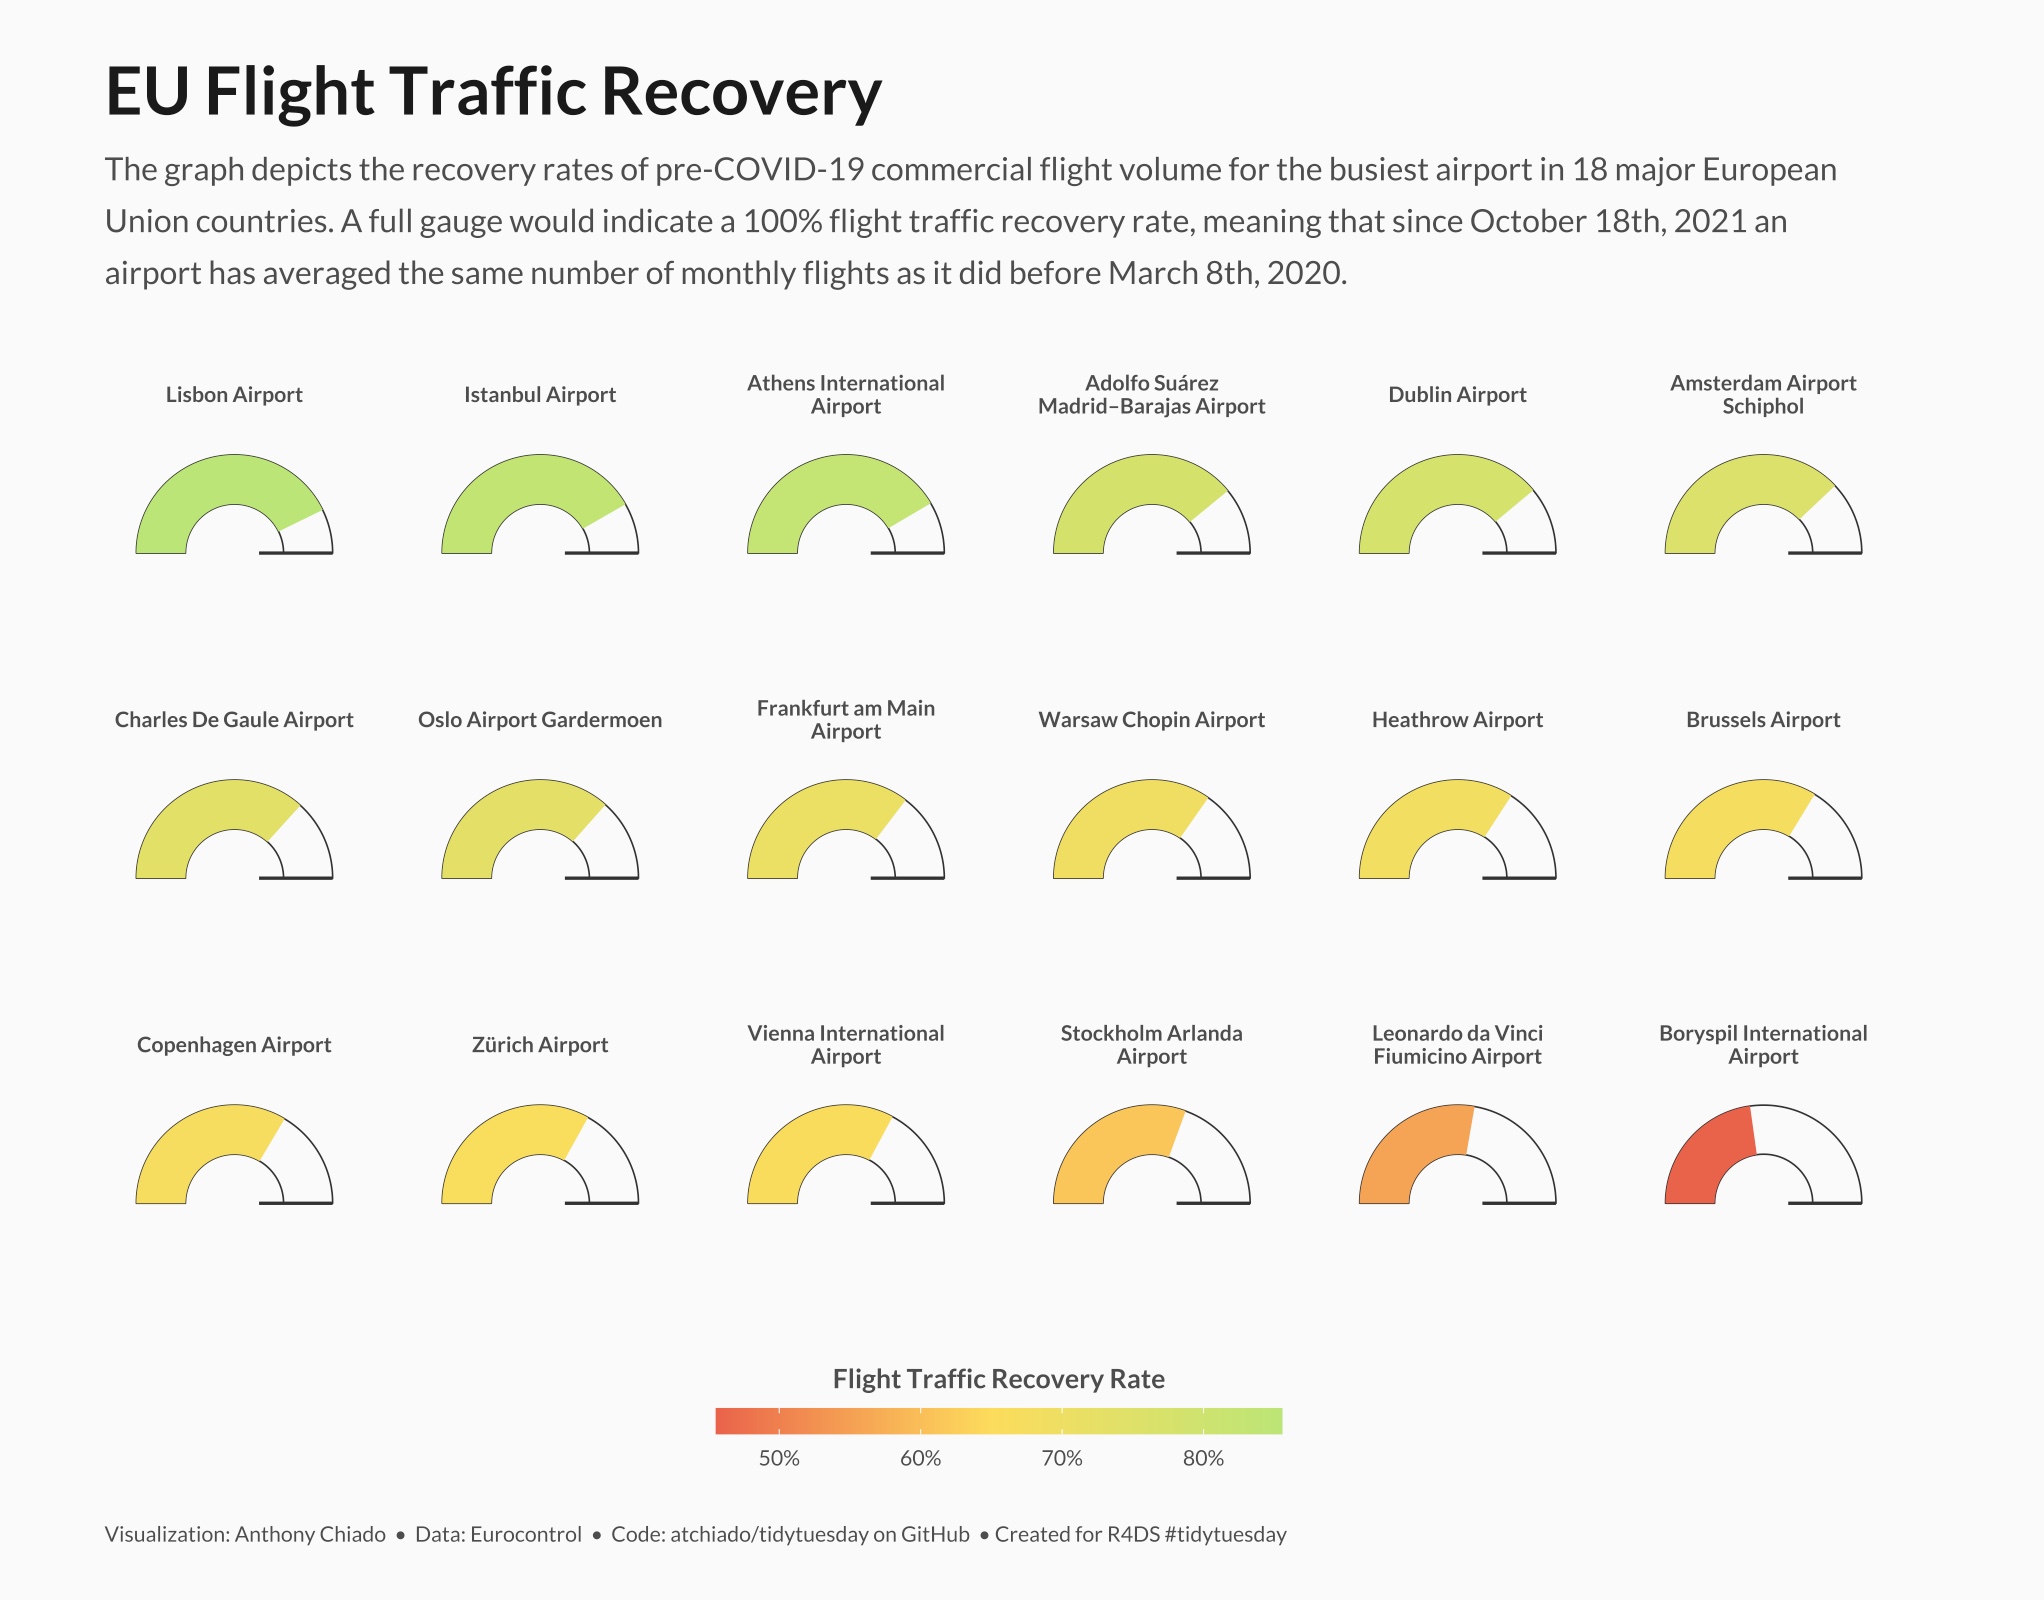 EU Flight Traffic Recovery
The graph depicts the recovery rates of pre-COVID-19 commercial flight volume for the busiest airport in 18 major European
Union countries. A full gauge would indicate a 100% flight traffic recovery rate, meaning that since October 18th, 2021 an
airport has averaged the same number of monthly flights as it did before March 8th, 2020.
Lisbon Airport
Istanbul Airport
Athens International
Airport
Adolfo Suárez
Madrid–Barajas Airport
Dublin Airport
Amsterdam Airport
Schiphol
Charles De Gaule Airport
Oslo Airport Gardermoen
Frankfurt am Main
Airport
Warsaw Chopin Airport
Heathrow Airport
Brussels Airport
Copenhagen Airport
Zürich Airport
Vienna International
Airport
Stockholm Arlanda
Airport
Leonardo da Vinci
Fiumicino Airport
Boryspil International
Airport
Flight Traffic Recovery Rate
50% 60% 70% 80%
Visualization: Anthony Chiado • Data: Eurocontrol • Code: atchiado/tidytuesday on GitHub • Created for R4DS #tidytuesday